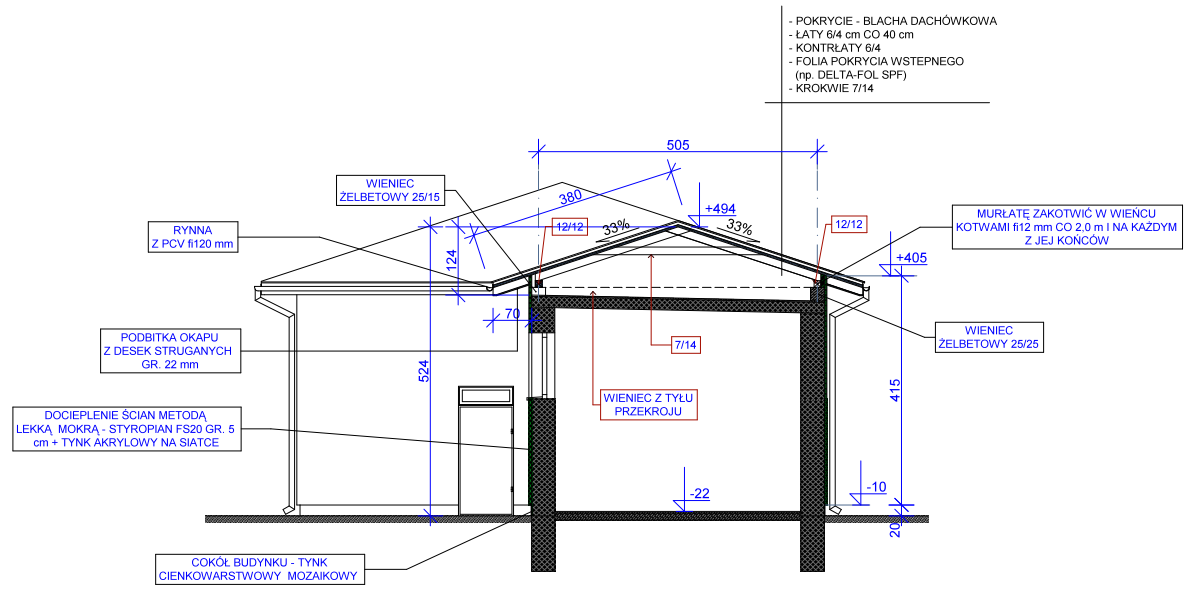 - POKRYCIE - BLACHA DACHÓWKOWA
- ŁATY 6/4 cm CO 40 cm
- KONTRŁATY 6/4
- FOLIA POKRYCIA WSTEPNEGO
(np. DELTA-FOL SPF)
- KROKWIE 7/14
505
WIENIEC
ŻELBETOWY 25/15
380
+494
RYNNA
Z PCV fi120 mm
12/12
33%
33%
12/12
MURŁATĘ ZAKOTWIĆ W WIEŃCU
KOTWAMI fi12 mm CO 2,0 m I NA KAŻDYM
Z JEJ KOŃCÓW
124
+405
70
PODBITKA OKAPU
Z DESEK STRUGANYCH
GR. 22 mm
7/14
WIENIEC
ŻELBETOWY 25/25
524
415
WIENIEC Z TYŁU
PRZEKROJU
DOCIEPLENIE ŚCIAN METODĄ
LEKKĄ MOKRĄ - STYROPIAN FS20 GR. 5
cm + TYNK AKRYLOWY NA SIATCE
-22
-10
20
COKÓŁ BUDYNKU - TYNK
CIENKOWARSTWOWY MOZAIKOWY